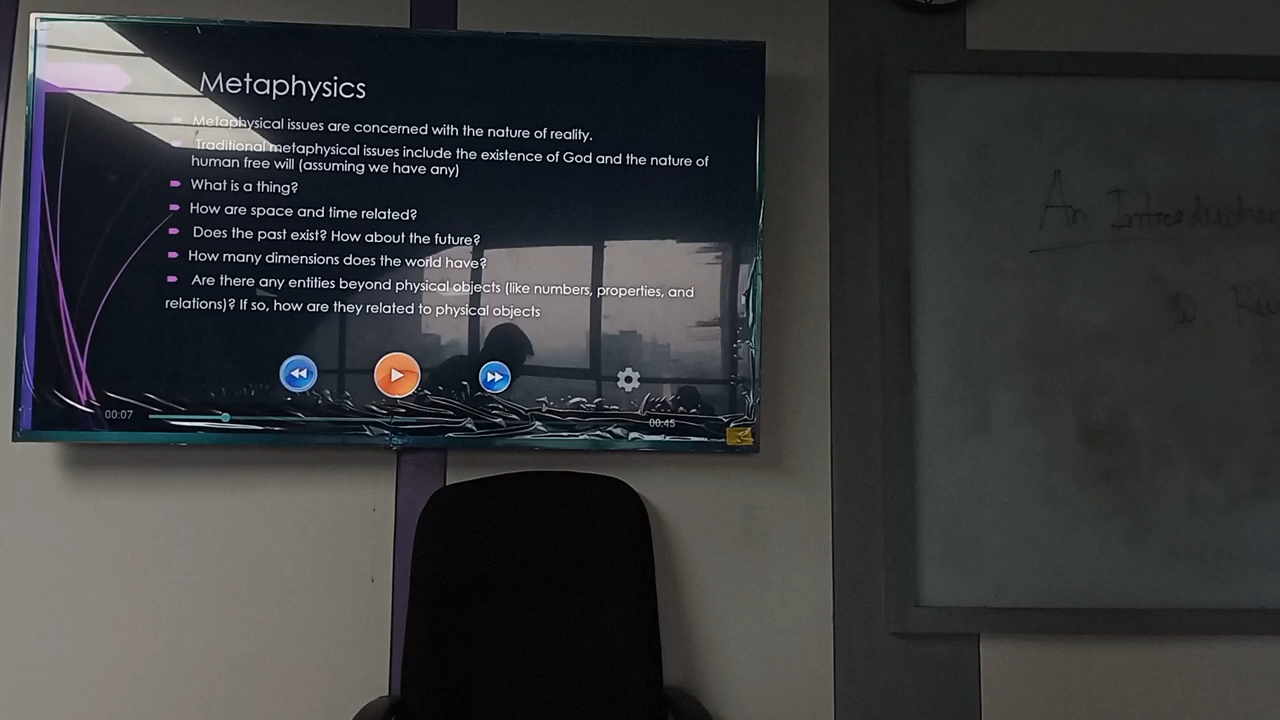 Metaphysics
Metaphysical issues are concerned with the nature of reality.
Traditional metaphysical issues include the existence of God and the nature of
human free will (assuming we have any)
What is a thing?
How are space and time related?
Does the past exist? How about the future?
How many dimensions does the world have?
Are there any entities beyond physical objects (like numbers, properties, and
relations)? If so, how are they related to physical objects
00:07
00:45
An Introduction